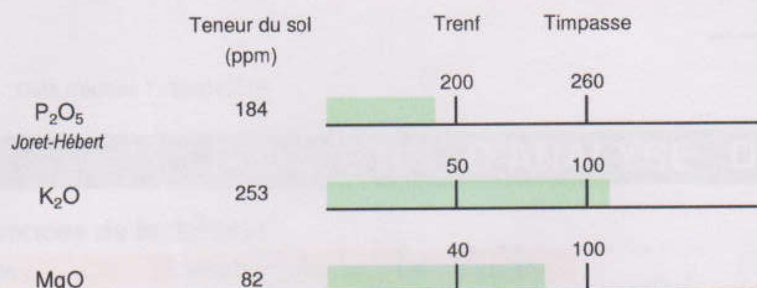 Teneur du sol Trenf Timpasse
(ppm)
200 260
P₂O₅ 184
Joret-Hébert
50 100
K₂O 253
40 100
MgO 82